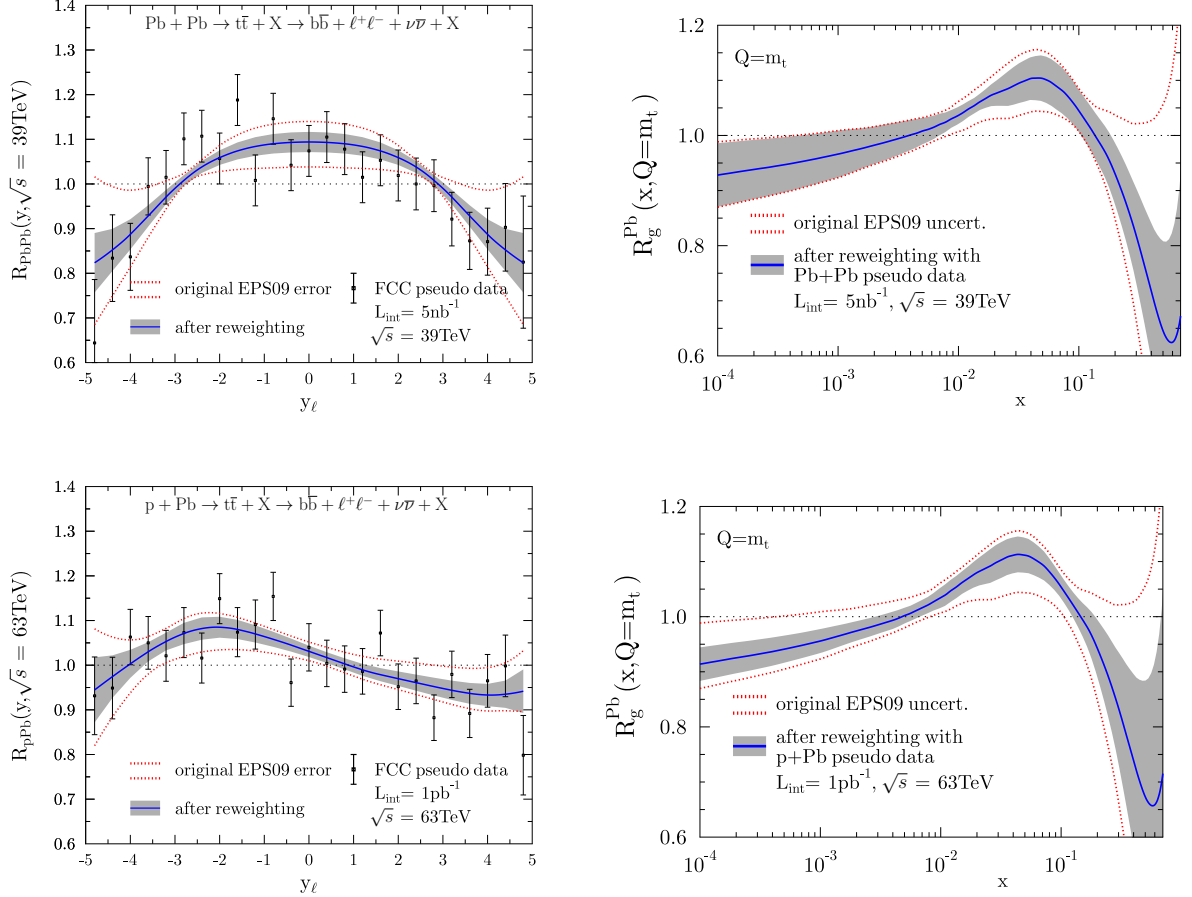 Pb + Pb → tt̄ + X → bb̄ + ℓ⁺ℓ⁻ + νν̄ + X
R_PbPb(y, √s = 39TeV)
1.4
1.3
1.2
1.1
1.0
0.9
0.8
0.7
0.6
original EPS09 error
after reweighting
FCC pseudo data
L_int= 5nb⁻¹
√s = 39TeV
-5 -4 -3 -2 -1 0 1 2 3 4 5
y_ℓ
Q=m_t
R_g^Pb(x,Q=m_t)
1.2
1.0
0.8
0.6
original EPS09 uncert.
after reweighting with
Pb+Pb pseudo data
L_int= 5nb⁻¹, √s = 39TeV
10⁻⁴ 10⁻³ 10⁻² 10⁻¹
x
p + Pb → tt̄ + X → bb̄ + ℓ⁺ℓ⁻ + νν̄ + X
R_pPb(y, √s = 63TeV)
1.4
1.3
1.2
1.1
1.0
0.9
0.8
0.7
0.6
original EPS09 error
after reweighting
FCC pseudo data
L_int= 1pb⁻¹
√s = 63TeV
-5 -4 -3 -2 -1 0 1 2 3 4 5
y_ℓ
Q=m_t
R_g^Pb(x,Q=m_t)
1.2
1.0
0.8
0.6
original EPS09 uncert.
after reweighting with
p+Pb pseudo data
L_int= 1pb⁻¹, √s = 63TeV
10⁻⁴ 10⁻³ 10⁻² 10⁻¹
x